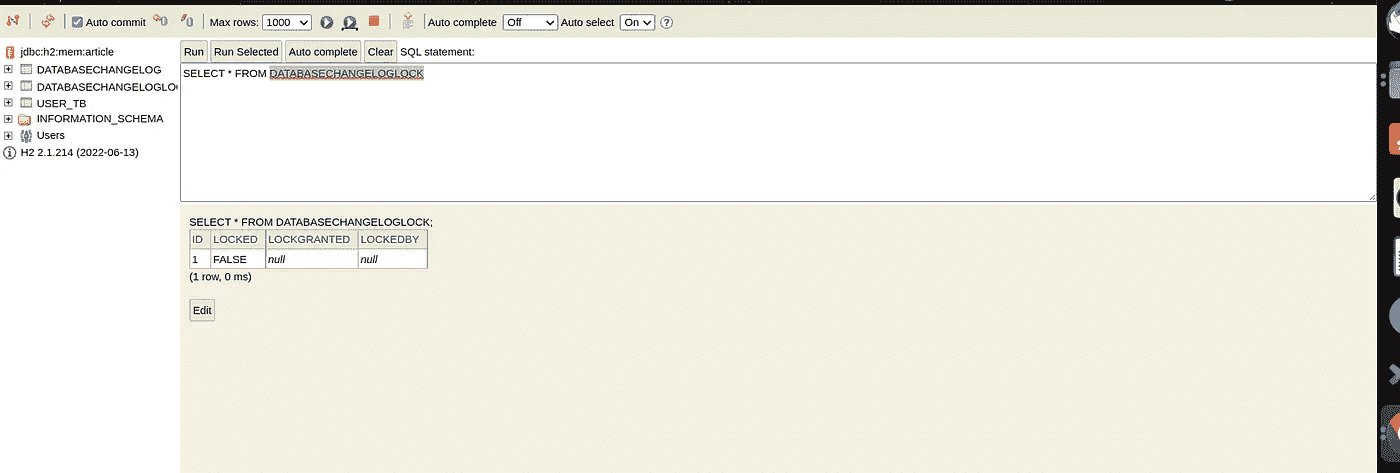 Auto commit Max rows: 1000 Auto complete Off Auto select On ?
jdbc:h2:mem:article
DATABASECHANGELOG
DATABASECHANGELOGLO
USER_TB
INFORMATION_SCHEMA
Users
H2 2.1.214 (2022-06-13)
Run Run Selected Auto complete Clear SQL statement:
SELECT * FROM DATABASECHANGELOGLOCK
SELECT * FROM DATABASECHANGELOGLOCK;
ID LOCKED LOCKGRANTED LOCKEDBY
1 FALSE null null
(1 row, 0 ms)
Edit